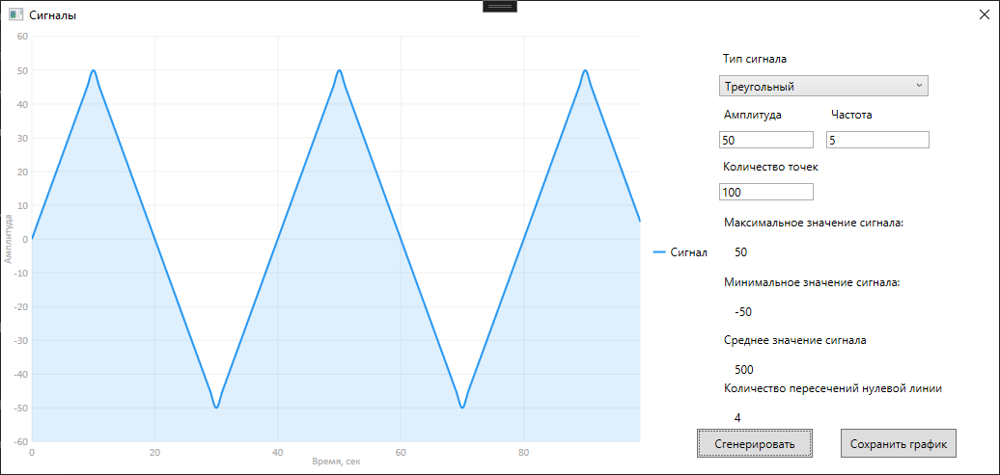 Сигналы
60
50
40
30
20
10
0
-10
-20
-30
-40
-50
-60
Амплитуда
0 20 40 60 80
Время, сек
Сигнал
Тип сигнала
Треугольный
Амплитуда Частота
50 5
Количество точек
100
Максимальное значение сигнала:
50
Минимальное значение сигнала:
-50
Среднее значение сигнала
500
Количество пересечений нулевой линии
4
Сгенерировать Сохранить график